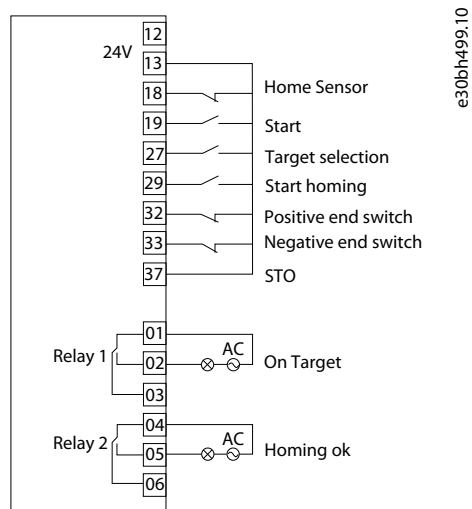 e30bh499.10
12
24V
13
18 Home Sensor
19 Start
27 Target selection
29 Start homing
32 Positive end switch
33 Negative end switch
37 STO
01
Relay 1 02 AC On Target
03
04
Relay 2 05 AC Homing ok
06